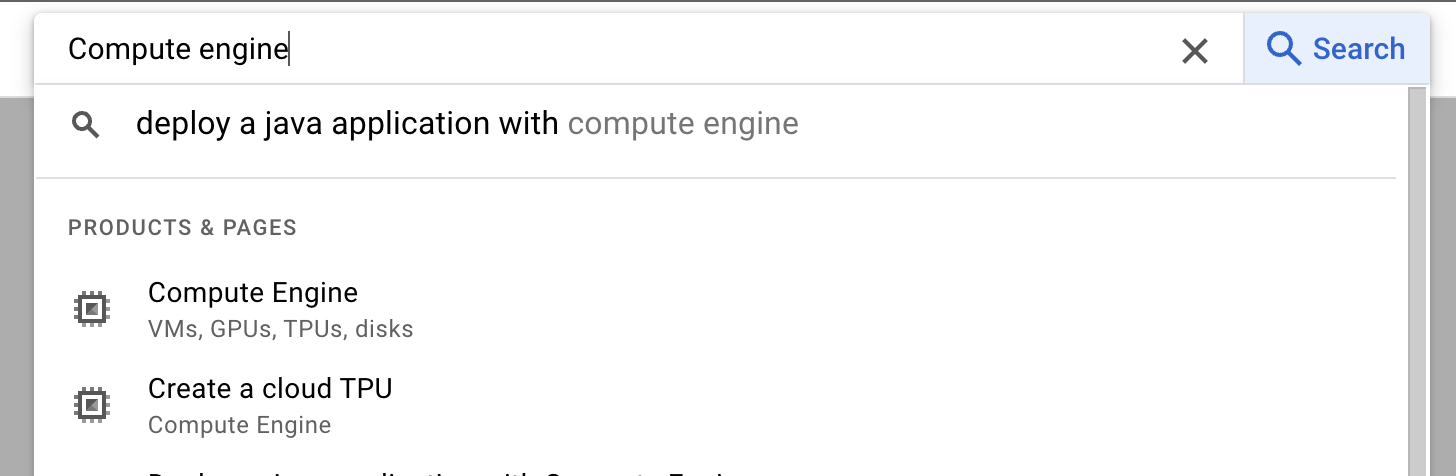 Compute engine
Search
deploy a java application with compute engine
PRODUCTS & PAGES
Compute Engine
VMs, GPUs, TPUs, disks
Create a cloud TPU
Compute Engine